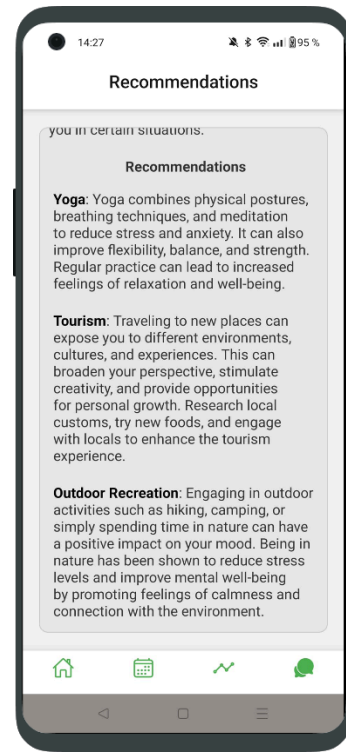 14:27
95 %
Recommendations
you in certain situations.
Recommendations
Yoga: Yoga combines physical postures,
breathing techniques, and meditation
to reduce stress and anxiety. It can also
improve flexibility, balance, and strength.
Regular practice can lead to increased
feelings of relaxation and well-being.
Tourism: Traveling to new places can
expose you to different environments,
cultures, and experiences. This can
broaden your perspective, stimulate
creativity, and provide opportunities
for personal growth. Research local
customs, try new foods, and engage
with locals to enhance the tourism
experience.
Outdoor Recreation: Engaging in outdoor
activities such as hiking, camping, or
simply spending time in nature can have
a positive impact on your mood. Being in
nature has been shown to reduce stress
levels and improve mental well-being
by promoting feelings of calmness and
connection with the environment.